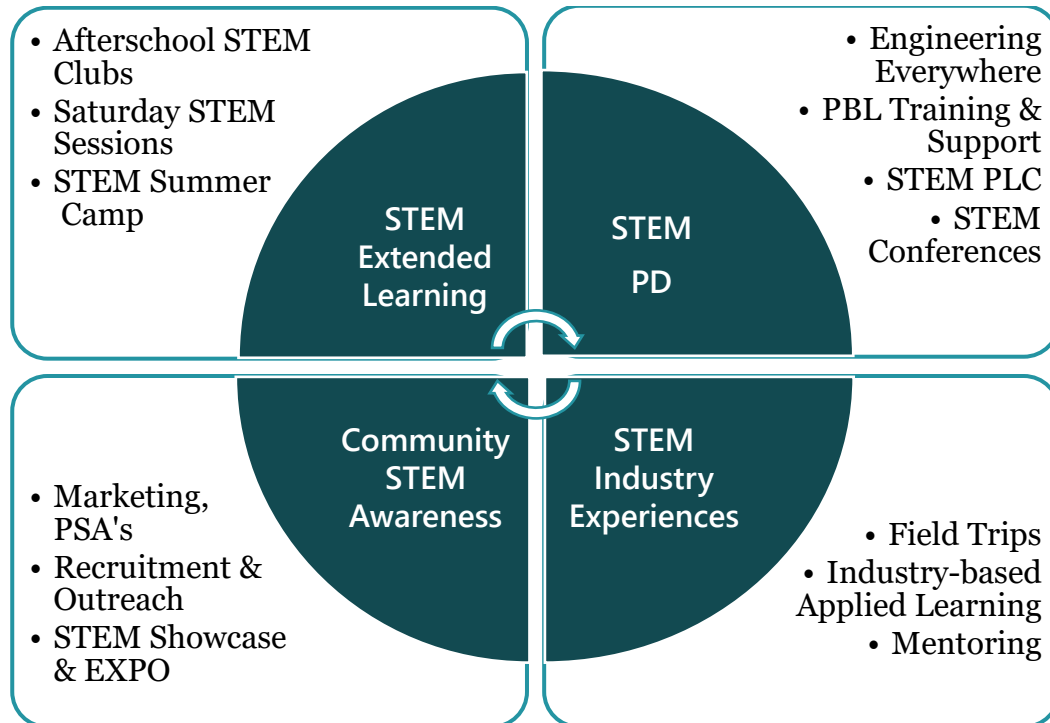 • Afterschool STEM
Clubs
• Saturday STEM
Sessions
• STEM Summer
Camp
STEM
Extended
Learning
• Engineering
Everywhere
• PBL Training &
Support
• STEM PLC
• STEM
Conferences
STEM
PD
• Marketing,
PSA's
• Recruitment &
Outreach
• STEM Showcase
& EXPO
Community
STEM
Awareness
STEM
Industry
Experiences
• Field Trips
• Industry-based
Applied Learning
• Mentoring